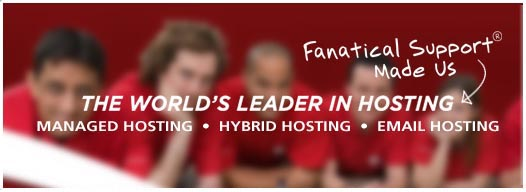 Fanatical Support®
Made Us
THE WORLD'S LEADER IN HOSTING
MANAGED HOSTING • HYBRID HOSTING • EMAIL HOSTING